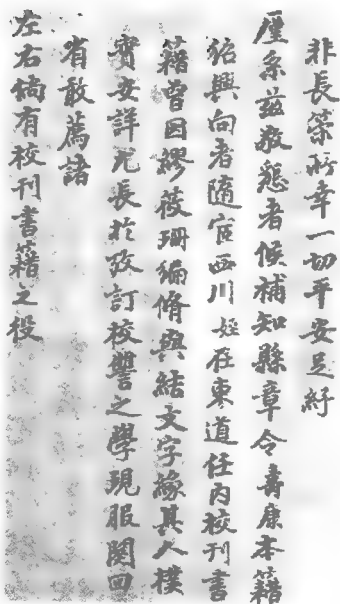 非長策所幸一切平安足紓
厪系茲敬懇者候補知縣章令壽康本籍
紹興向者隨宦西川姪在東道任內校刊書
籍曾因繆莜珊編脩與結文字緣其人樸
實安詳尤長於攷訂校讐之學現服闋回
省敢薦諸
左右倘有校刊書籍之役